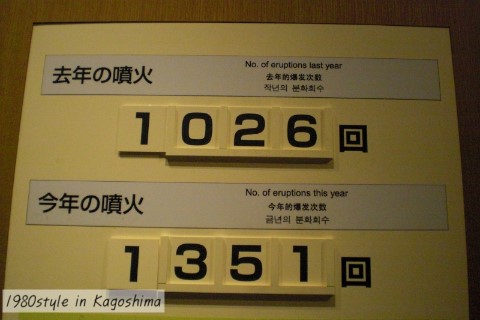 去年の噴火
No. of eruptions last year
去年的爆发次数
작년의 분화회수
1026回
今年の噴火
No. of eruptions this year
今年的爆发次数
금년의 분화회수
1351回
1980style in Kagoshima